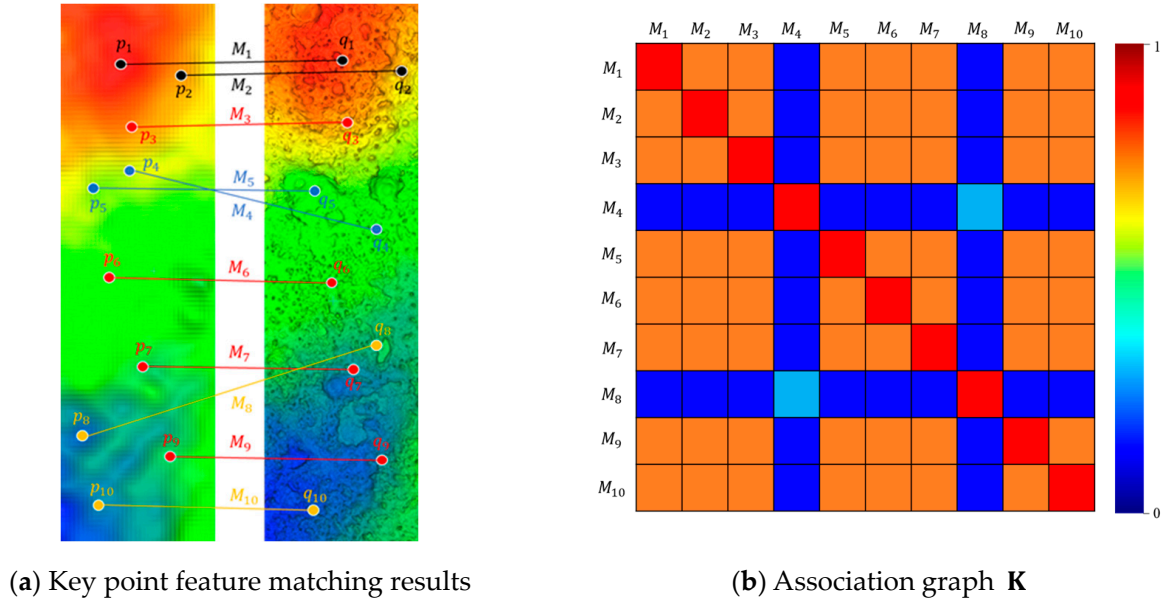 p₁ M₁ q₁
p₂ M₂ q₂
p₃ M₃ q₃
p₄
p₅ M₅ q₅
M₄
p₆ M₆ q₆
q₈
p₇ M₇ q₇
p₈ M₈
p₉ M₉ q₉
p₁₀ M₁₀ q₁₀
(a) Key point feature matching results
M₁ M₂ M₃ M₄ M₅ M₆ M₇ M₈ M₉ M₁₀
M₁
M₂
M₃
M₄
M₅
M₆
M₇
M₈
M₉
M₁₀
1
0
(b) Association graph K